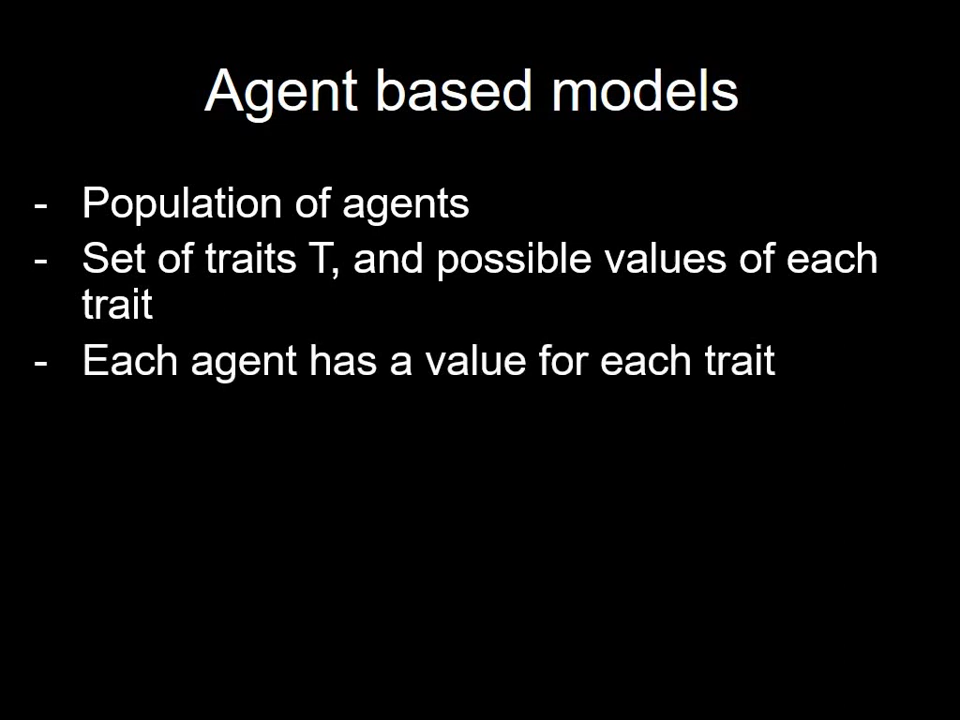 Agent based models
- Population of agents
- Set of traits T, and possible values of each
trait
- Each agent has a value for each trait